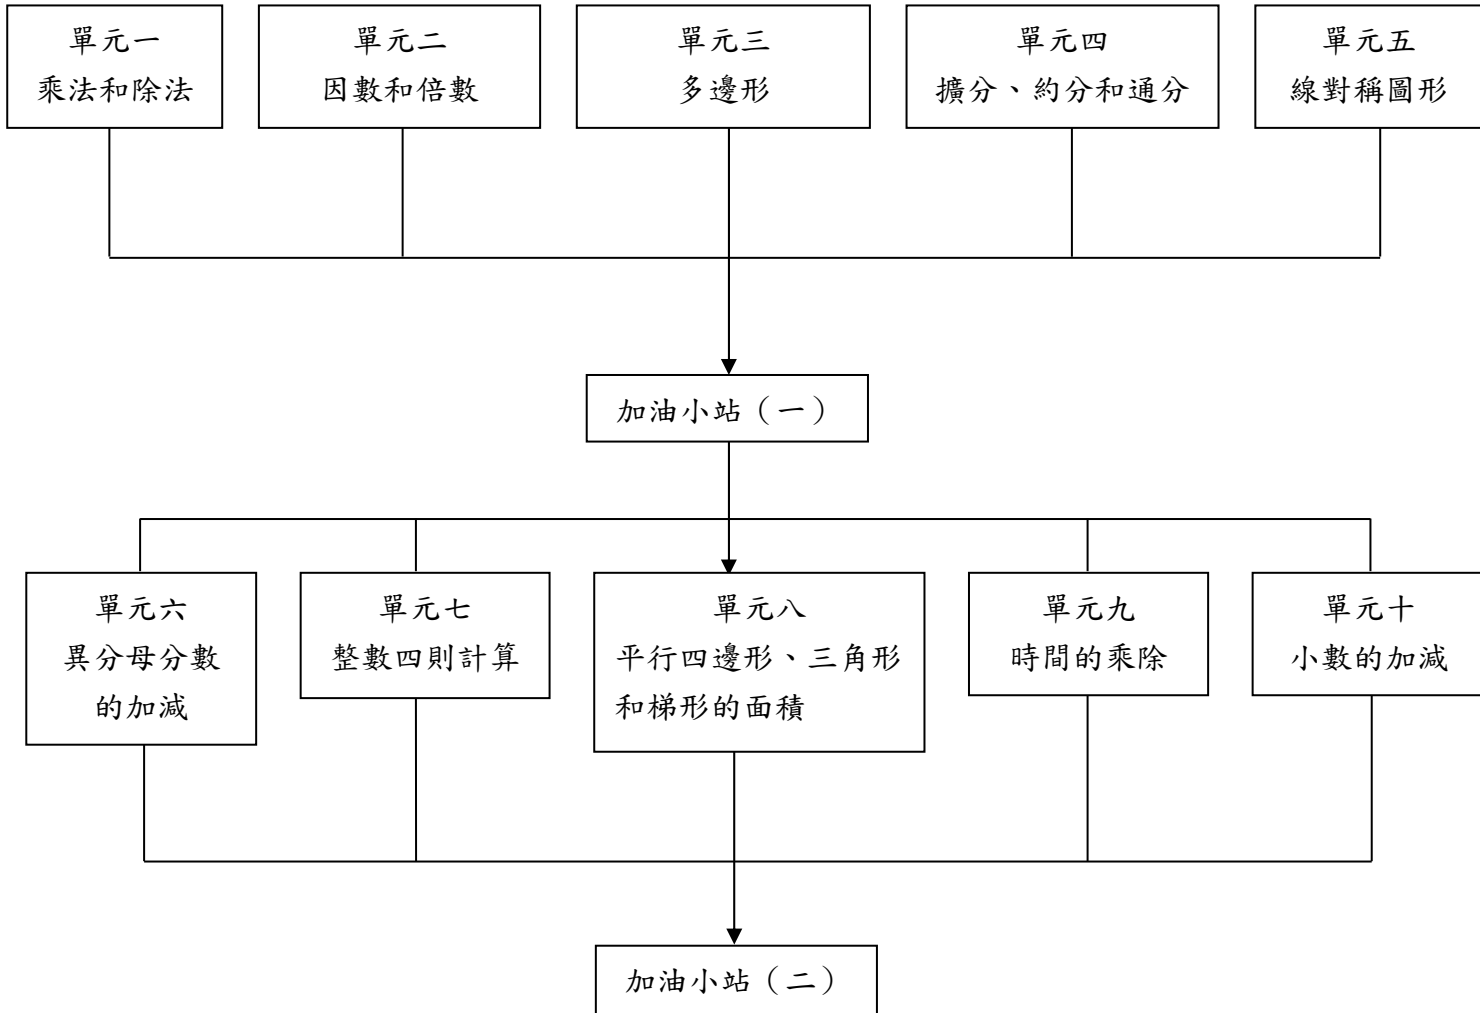 單元一
乘法和除法
單元二
因數和倍數
單元三
多邊形
單元四
擴分、約分和通分
單元五
線對稱圖形
加油小站（一）
單元六
異分母分數
的加減
單元七
整數四則計算
單元八
平行四邊形、三角形
和梯形的面積
單元九
時間的乘除
單元十
小數的加減
加油小站（二）